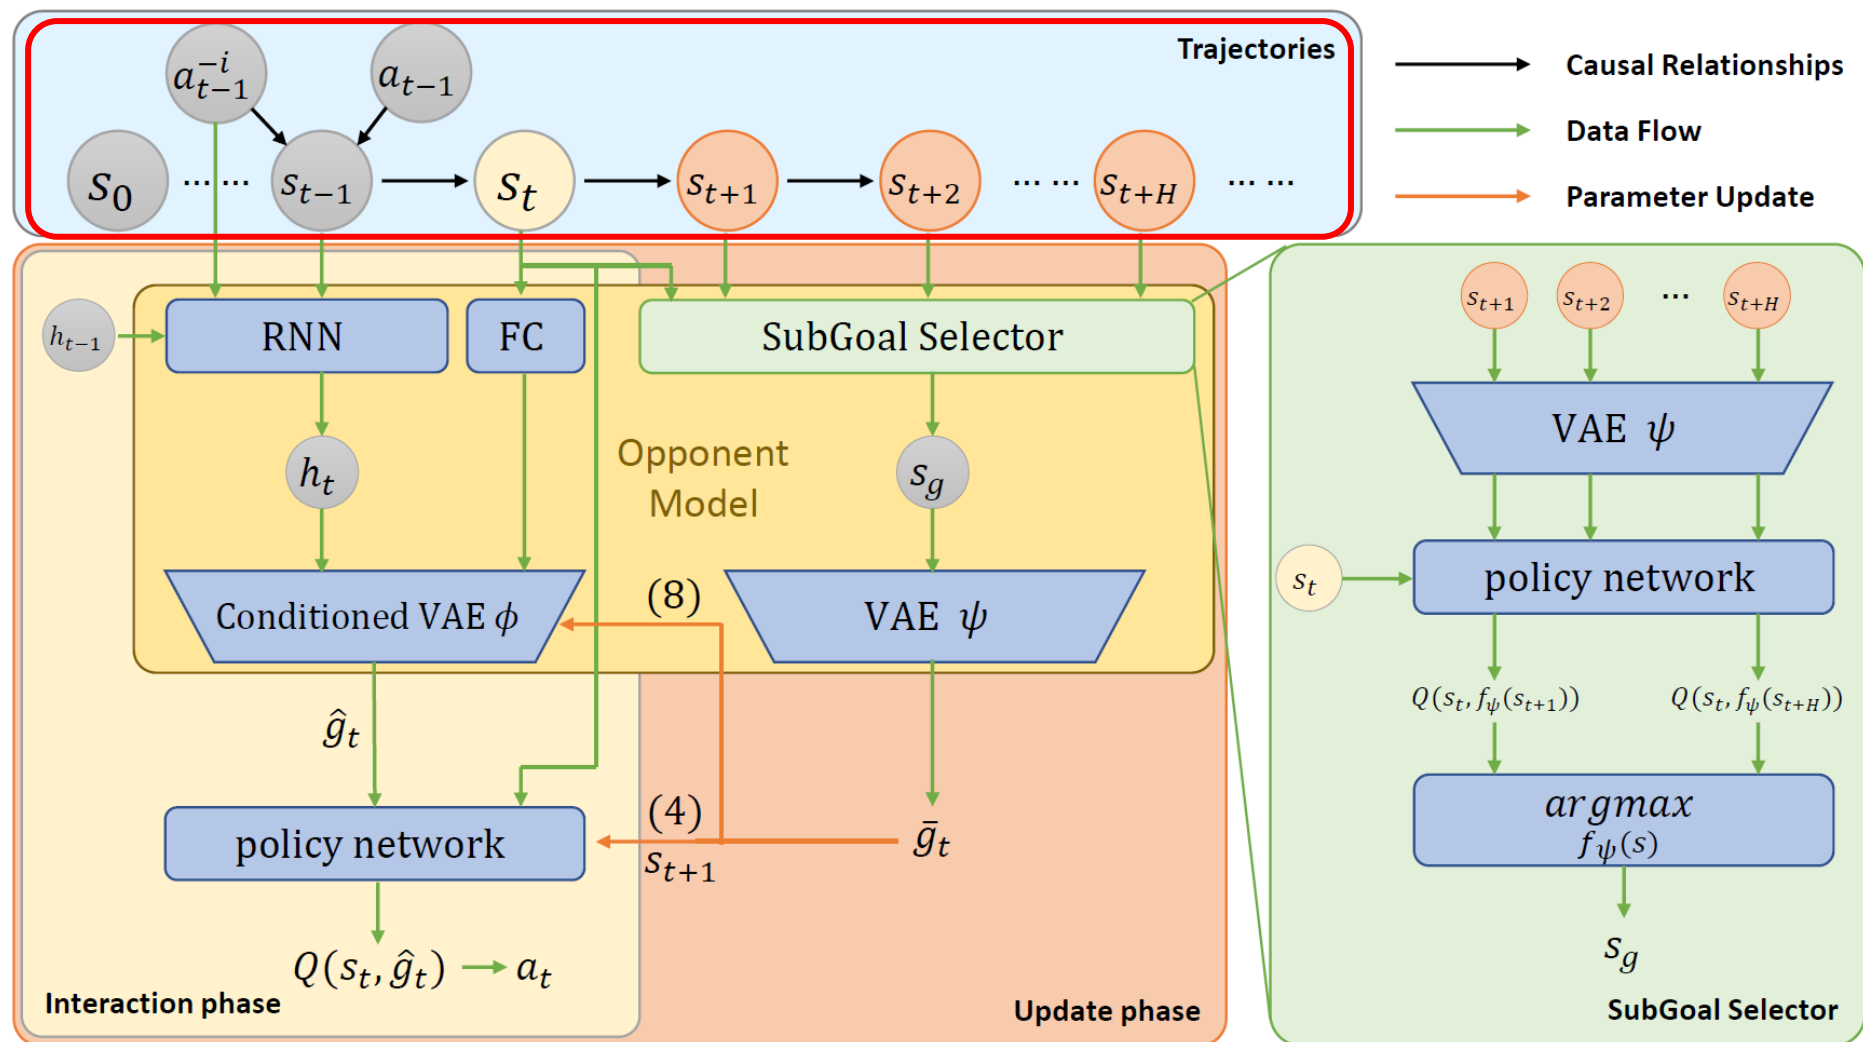 Trajectories
a_{t-1}^{-i}
a_{t-1}
s_0 ... ... s_{t-1} s_t s_{t+1} s_{t+2} ... ... s_{t+H} ... ...
Causal Relationships
Data Flow
Parameter Update
h_{t-1}
RNN
FC
SubGoal Selector
h_t
Opponent
Model
s_g
Conditioned VAE ϕ
(8)
VAE ψ
ĝ_t
policy network
(4)
s_{t+1}
ḡ_t
Q(s_t, ĝ_t)
a_t
Interaction phase
Update phase
s_{t+1} s_{t+2} ... s_{t+H}
VAE ψ
s_t
policy network
Q(s_t, f_ψ(s_{t+1}))
Q(s_t, f_ψ(s_{t+H}))
argmax
f_ψ(s)
s_g
SubGoal Selector